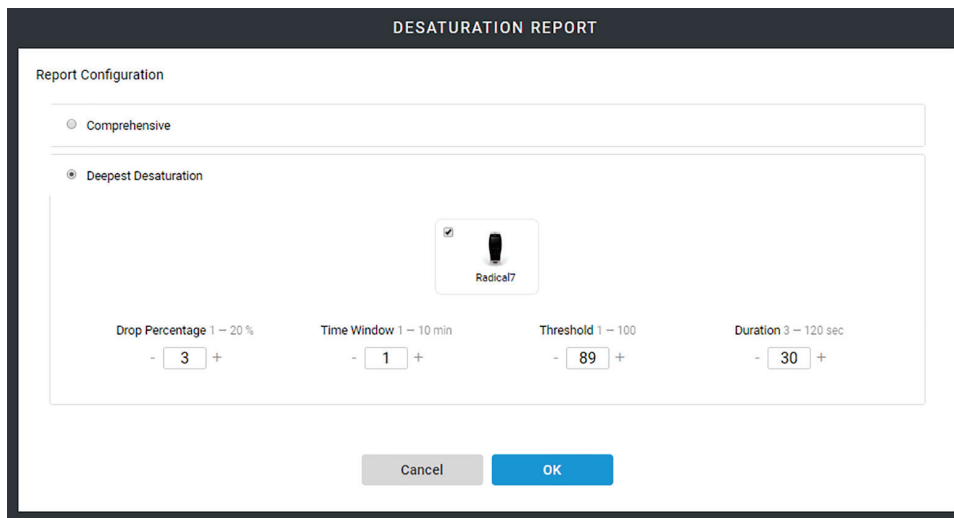 DESATURATION REPORT
Report Configuration
Comprehensive
Deepest Desaturation
Radical7
Drop Percentage 1 – 20 % Time Window 1 – 10 min Threshold 1 – 100 Duration 3 – 120 sec
- 3 + - 1 + - 89 + - 30 +
Cancel OK